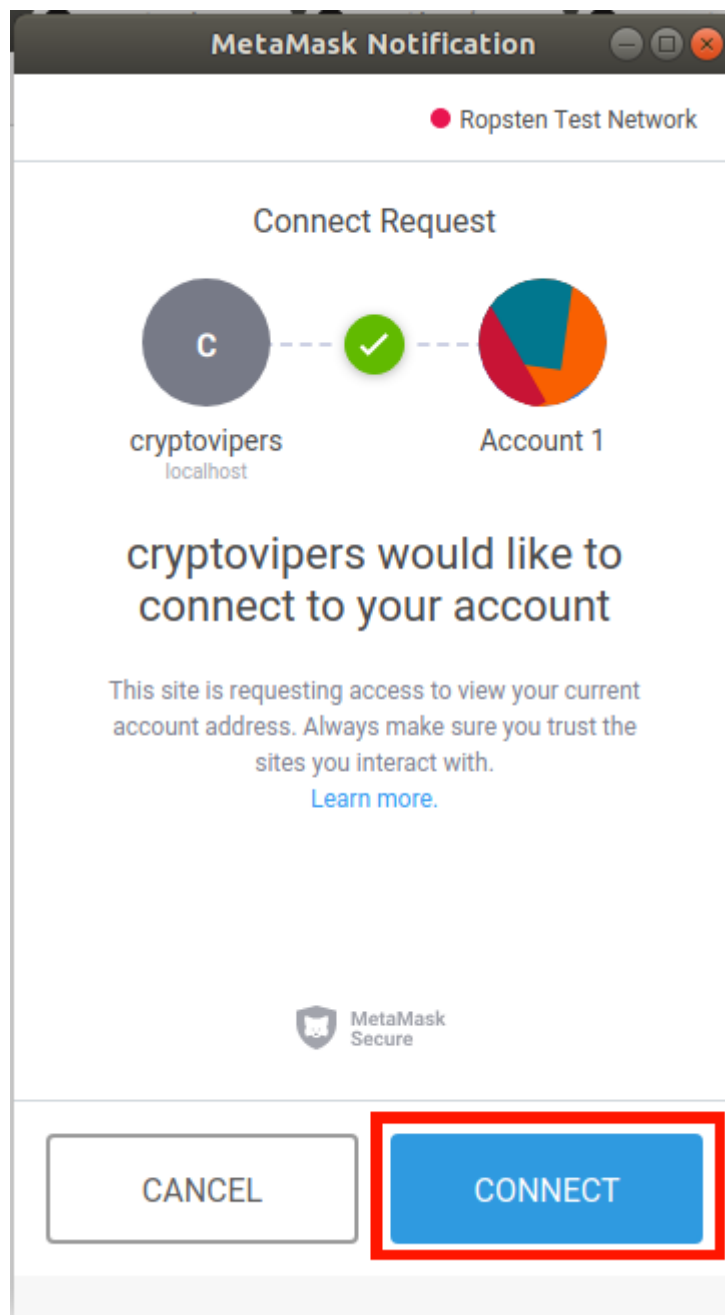 MetaMask Notification
Ropsten Test Network
Connect Request
C
cryptovipers
localhost
Account 1
cryptovipers would like to
connect to your account
This site is requesting access to view your current
account address. Always make sure you trust the
sites you interact with.
Learn more.
MetaMask
Secure
CANCEL
CONNECT